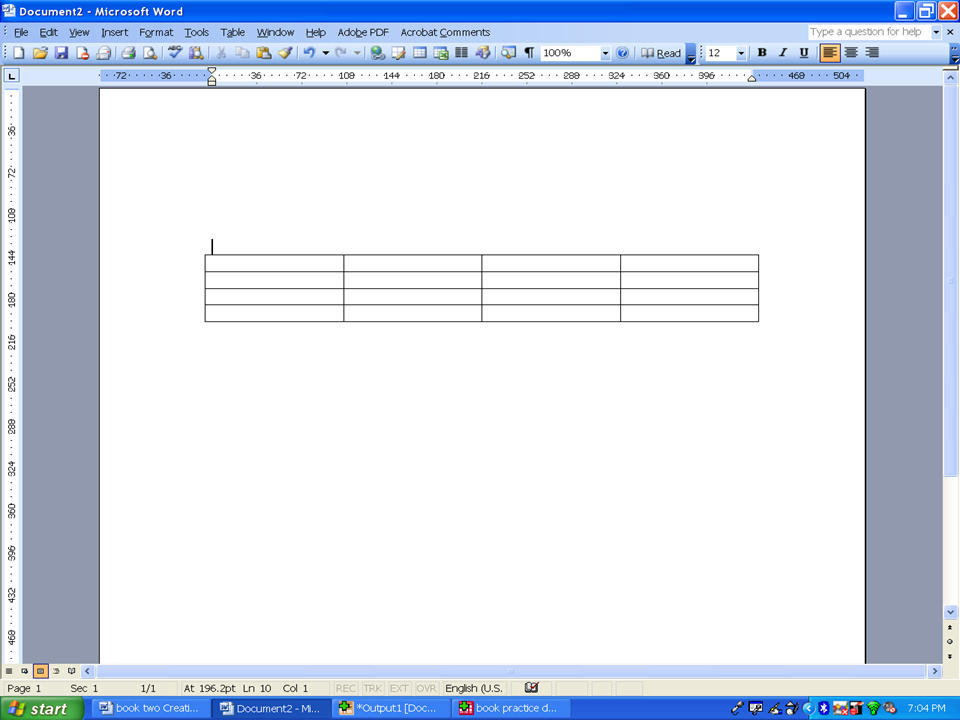 Document2 - Microsoft Word
File Edit View Insert Format Tools Table Window Help Adobe PDF Acrobat Comments Type a question for help
100% Read 12 B I U
72 36 36 72 108 144 180 216 252 288 324 360 396 468 504
36
72
108
144
180
216
252
288
324
360
396
432
468
Page 1 Sec 1 1/1 At 196.2pt Ln 10 Col 1 REC TRK EXT OVR English (U.S.
start book two Creati... Document2 - Mi... *Output1 [Doc... book practice d... 7:04 PM